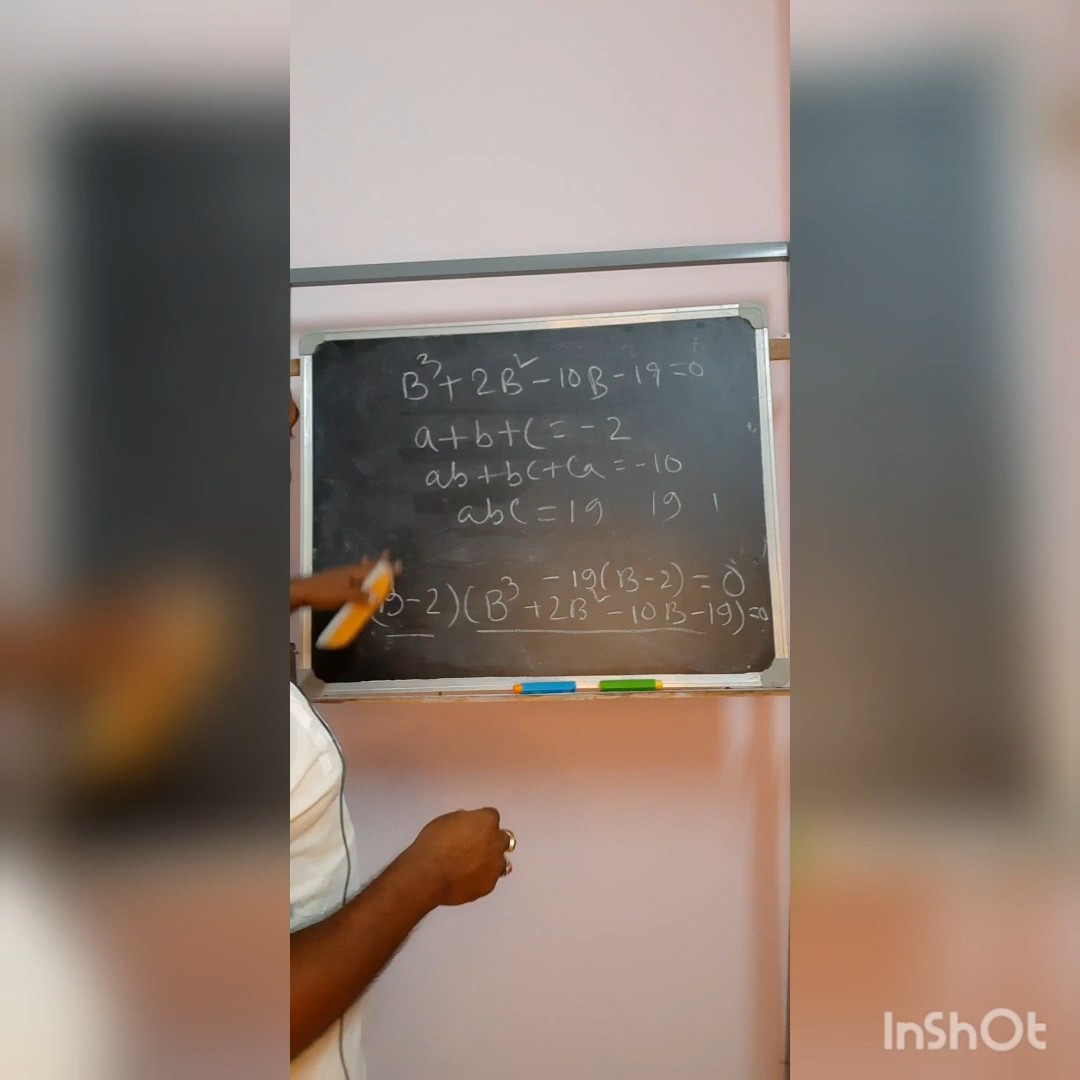 B³+2B²-10B-19=0
a+b+c=-2
ab+bc+ca=-10
abc=19 19 1
-19(B-2)=0
(B-2)(B³+2B²-10B-19)=0
InShOt